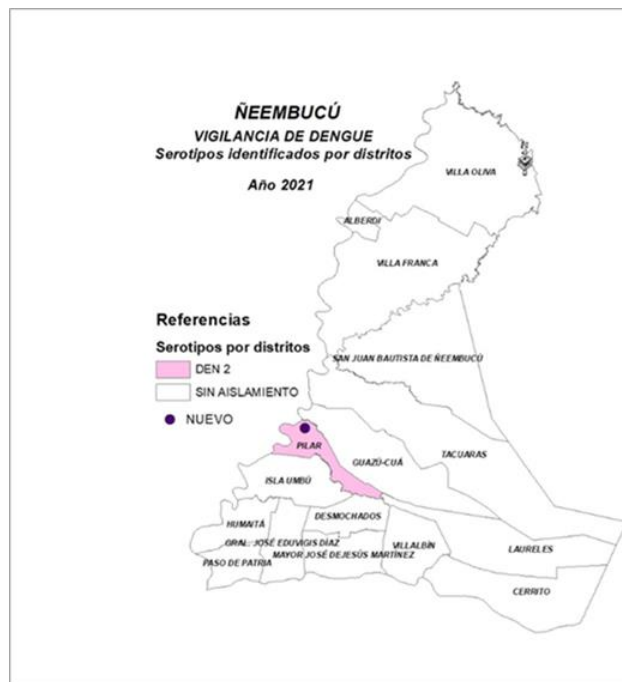 ÑEEMBUCÚ
VIGILANCIA DE DENGUE
Serotipos identificados por distritos
Año 2021
VILLA OLIVA
ALBERDI
VILLA FRANCA
Referencias
Serotipos por distritos
DEN 2
SIN AISLAMIENTO
NUEVO
SAN JUAN BAUTISTA DE ÑEEMBUCÚ
PILAR
GUAZÚ-CUÁ
TACUARAS
ISLA UMBÚ
DESMOCHADOS
HUMAITÁ
GRAL. JOSÉ EDUVIGIS DÍAZ
VILLALBÍN
LAURELES
PASO DE PATRIA
MAYOR JOSÉ DEJESÚS MARTÍNEZ
CERRITO